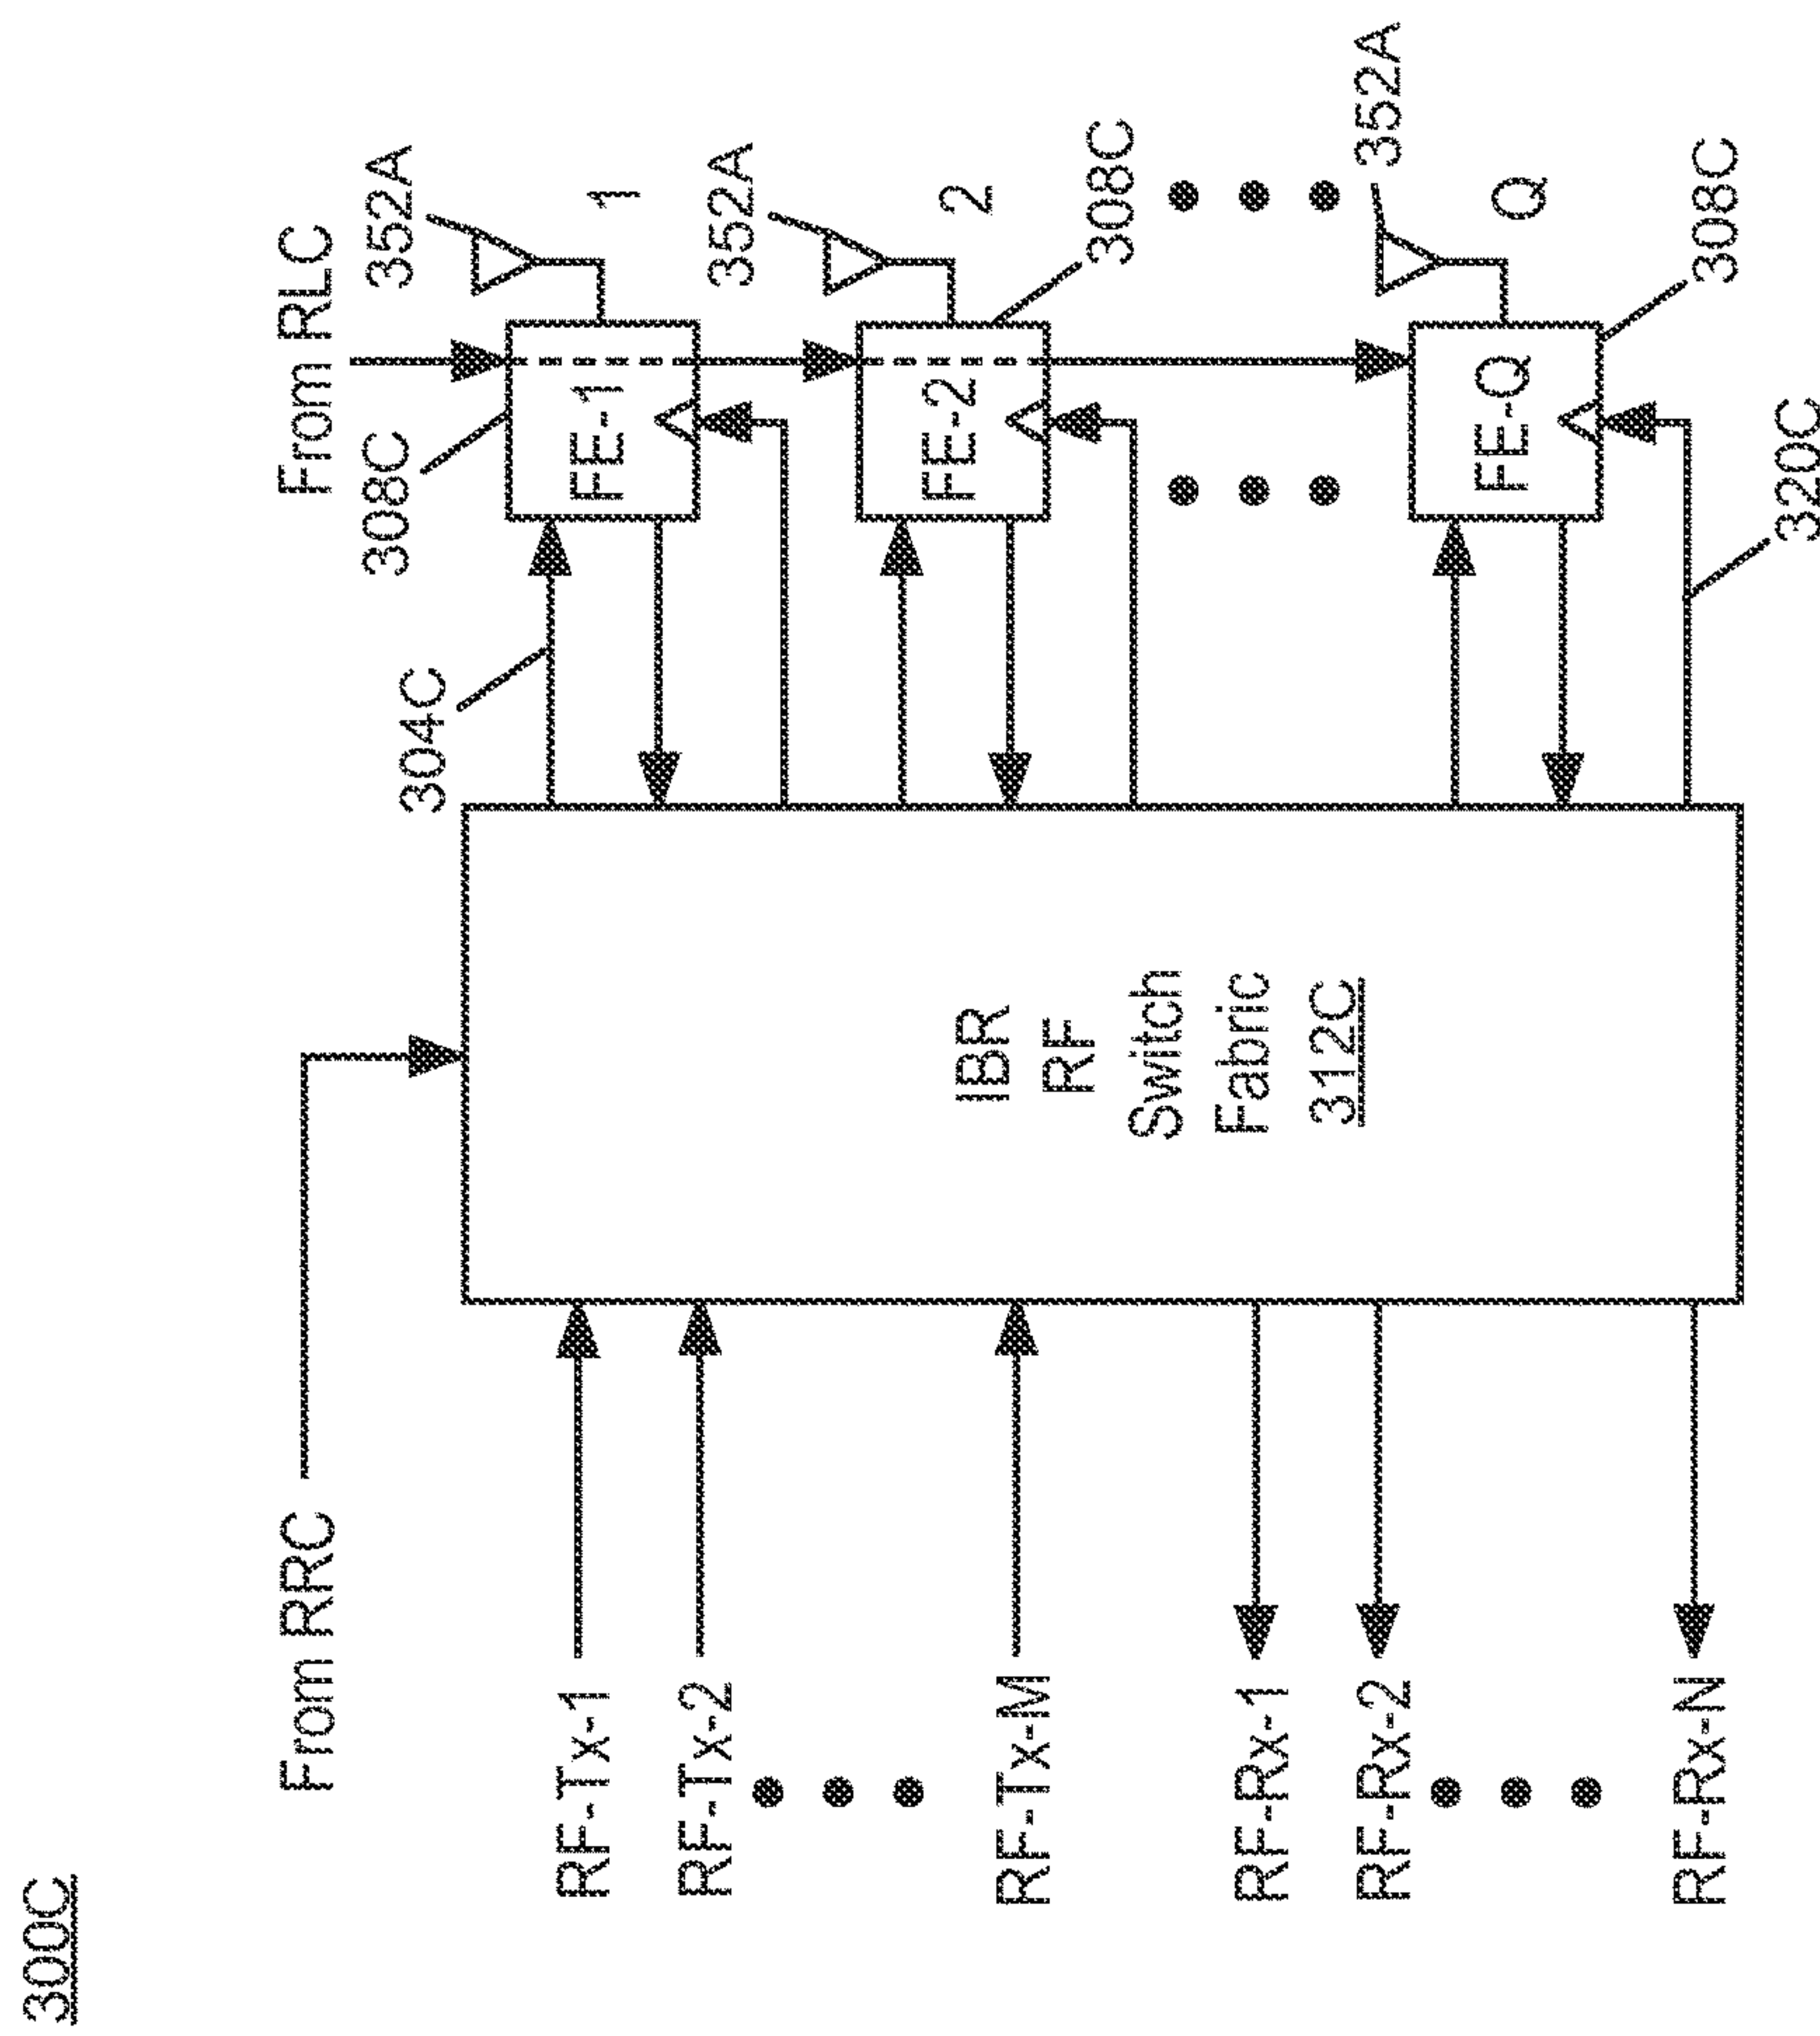 300C
From RRC
From RLC
RF-Tx-1
RF-Tx-2
RF-Tx-M
RF-Rx-1
RF-Rx-2
RF-Rx-N
IBR
RF
Switch
Fabric
312C
304C
308C
352A
FE-1
1
352A
FE-2
2
308C
352A
FE-Q
Q
308C
320C